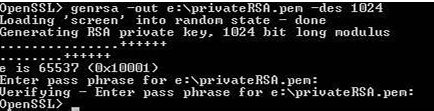 OpenSSL> genrsa -out e:\privateRSA.pem -des 1024
Loading 'screen' into random state - done
Generating RSA private key, 1024 bit long modulus
...............++++++
........++++++
e is 65537 (0x10001)
Enter pass phrase for e:\privateRSA.pem:
Verifying - Enter pass phrase for e:\privateRSA.pem:
OpenSSL>